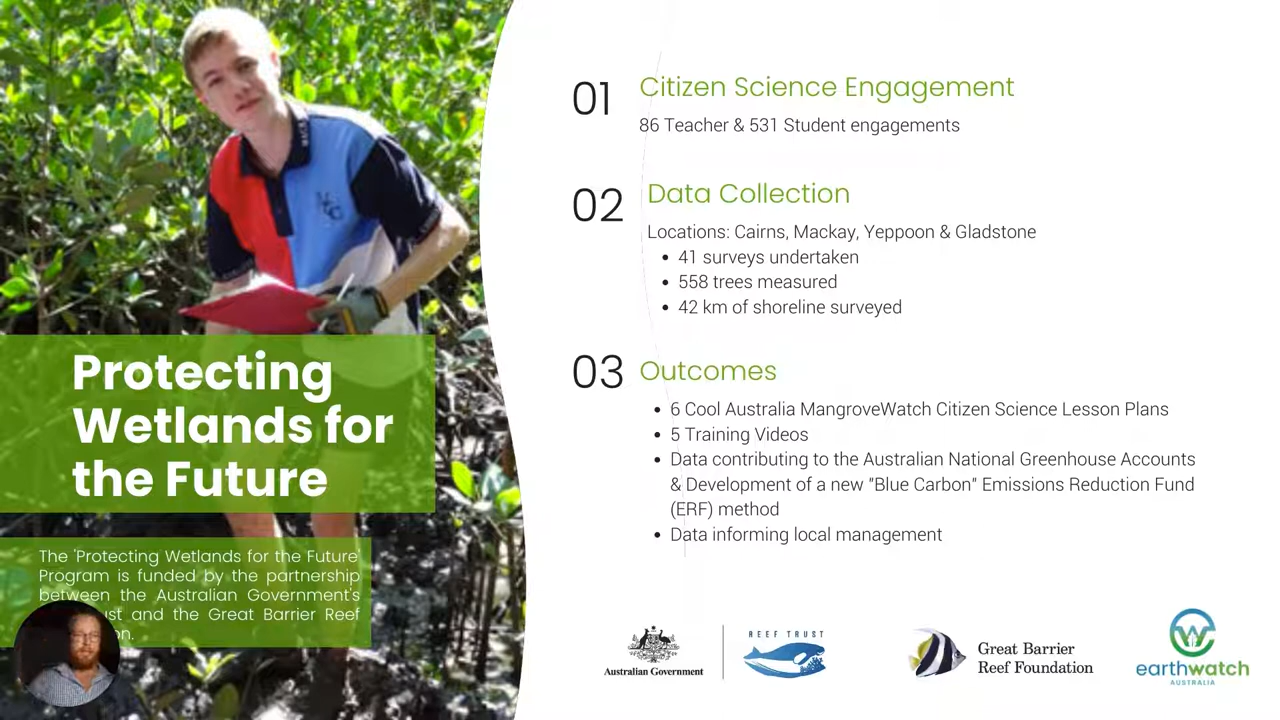 Protecting
Wetlands for
the Future
The 'Protecting Wetlands for the Future'
Program is funded by the partnership
between the Australian Government's
and the Great Barrier Reef
01
Citizen Science Engagement
86 Teacher & 531 Student engagements
02
Data Collection
Locations: Cairns, Mackay, Yeppoon & Gladstone
• 41 surveys undertaken
• 558 trees measured
• 42 km of shoreline surveyed
03
Outcomes
• 6 Cool Australia MangroveWatch Citizen Science Lesson Plans
• 5 Training Videos
• Data contributing to the Australian National Greenhouse Accounts
& Development of a new "Blue Carbon" Emissions Reduction Fund
(ERF) method
• Data informing local management
Australian Government
REEF TRUST
Great Barrier
Reef Foundation
earthwatch
AUSTRALIA